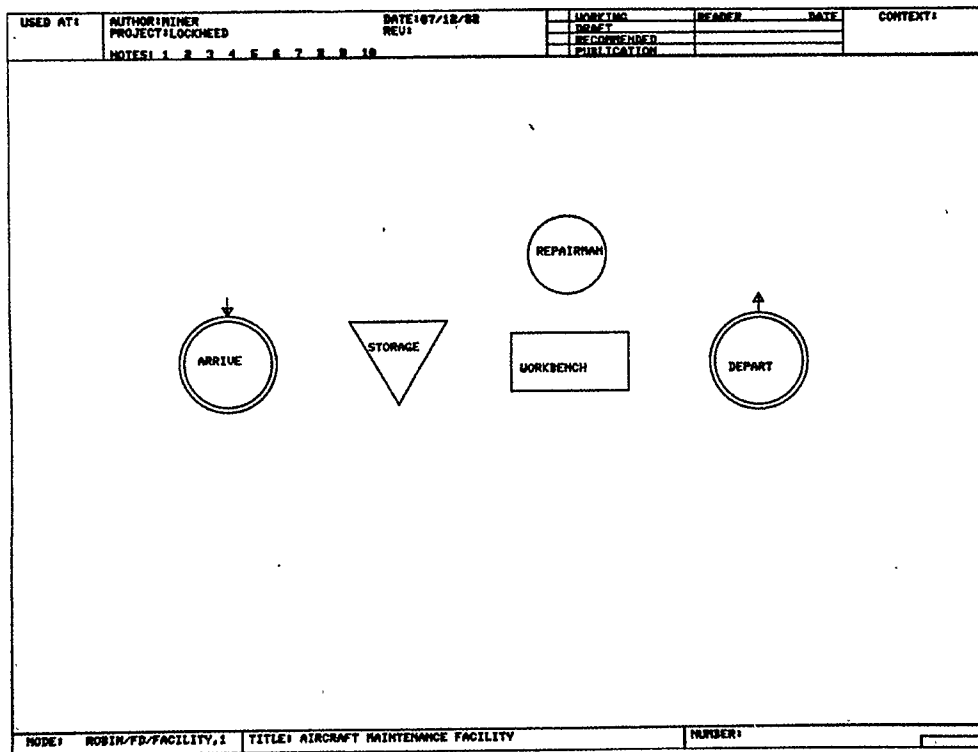 USED AT:
AUTHOR:MINER
DATE:07/12/82
PROJECT:LOCKHEED
REV:
NOTES: 1 2 3 4 5 6 7 8 9 10
WORKING
DRAFT
RECOMMENDED
PUBLICATION
READER DATE
CONTEXT:
REPAIRMAN
ARRIVE
STORAGE
WORKBENCH
DEPART
NODE: ROBIN/FD/FACILITY,1
TITLE: AIRCRAFT MAINTENANCE FACILITY
NUMBER: